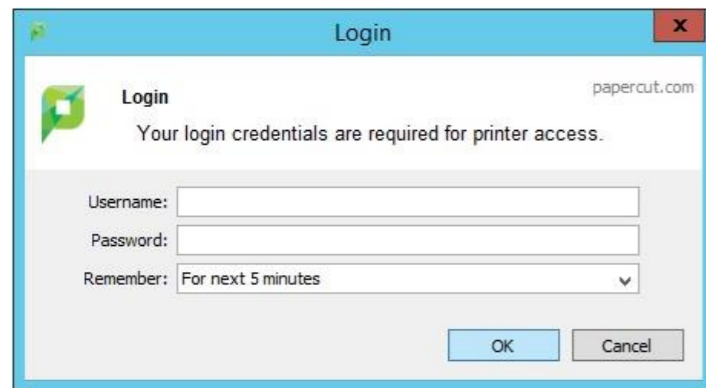 Login
x
Login
papercut.com
Your login credentials are required for printer access.
Username:
Password:
Remember: For next 5 minutes
OK Cancel